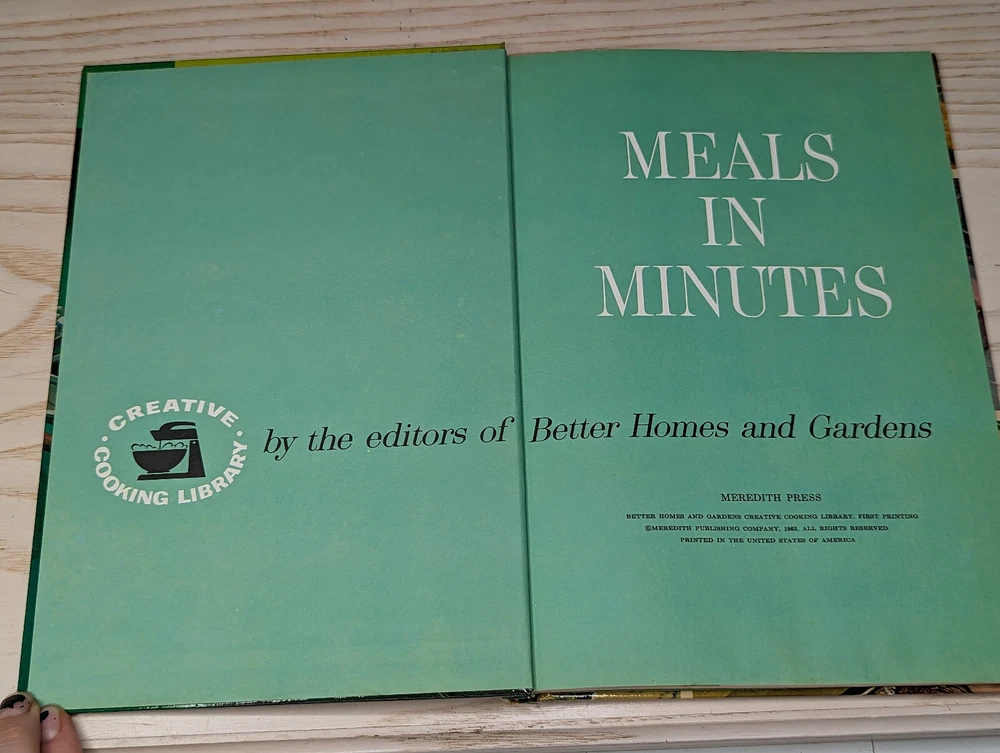 MEALS
IN
MINUTES
· CREATIVE ·
COOKING LIBRARY
by the editors of Better Homes and Gardens
MEREDITH PRESS
BETTER HOMES AND GARDENS CREATIVE COOKING LIBRARY, FIRST PRINTING
©MEREDITH PUBLISHING COMPANY, 1963. ALL RIGHTS RESERVED
PRINTED IN THE UNITED STATES OF AMERICA